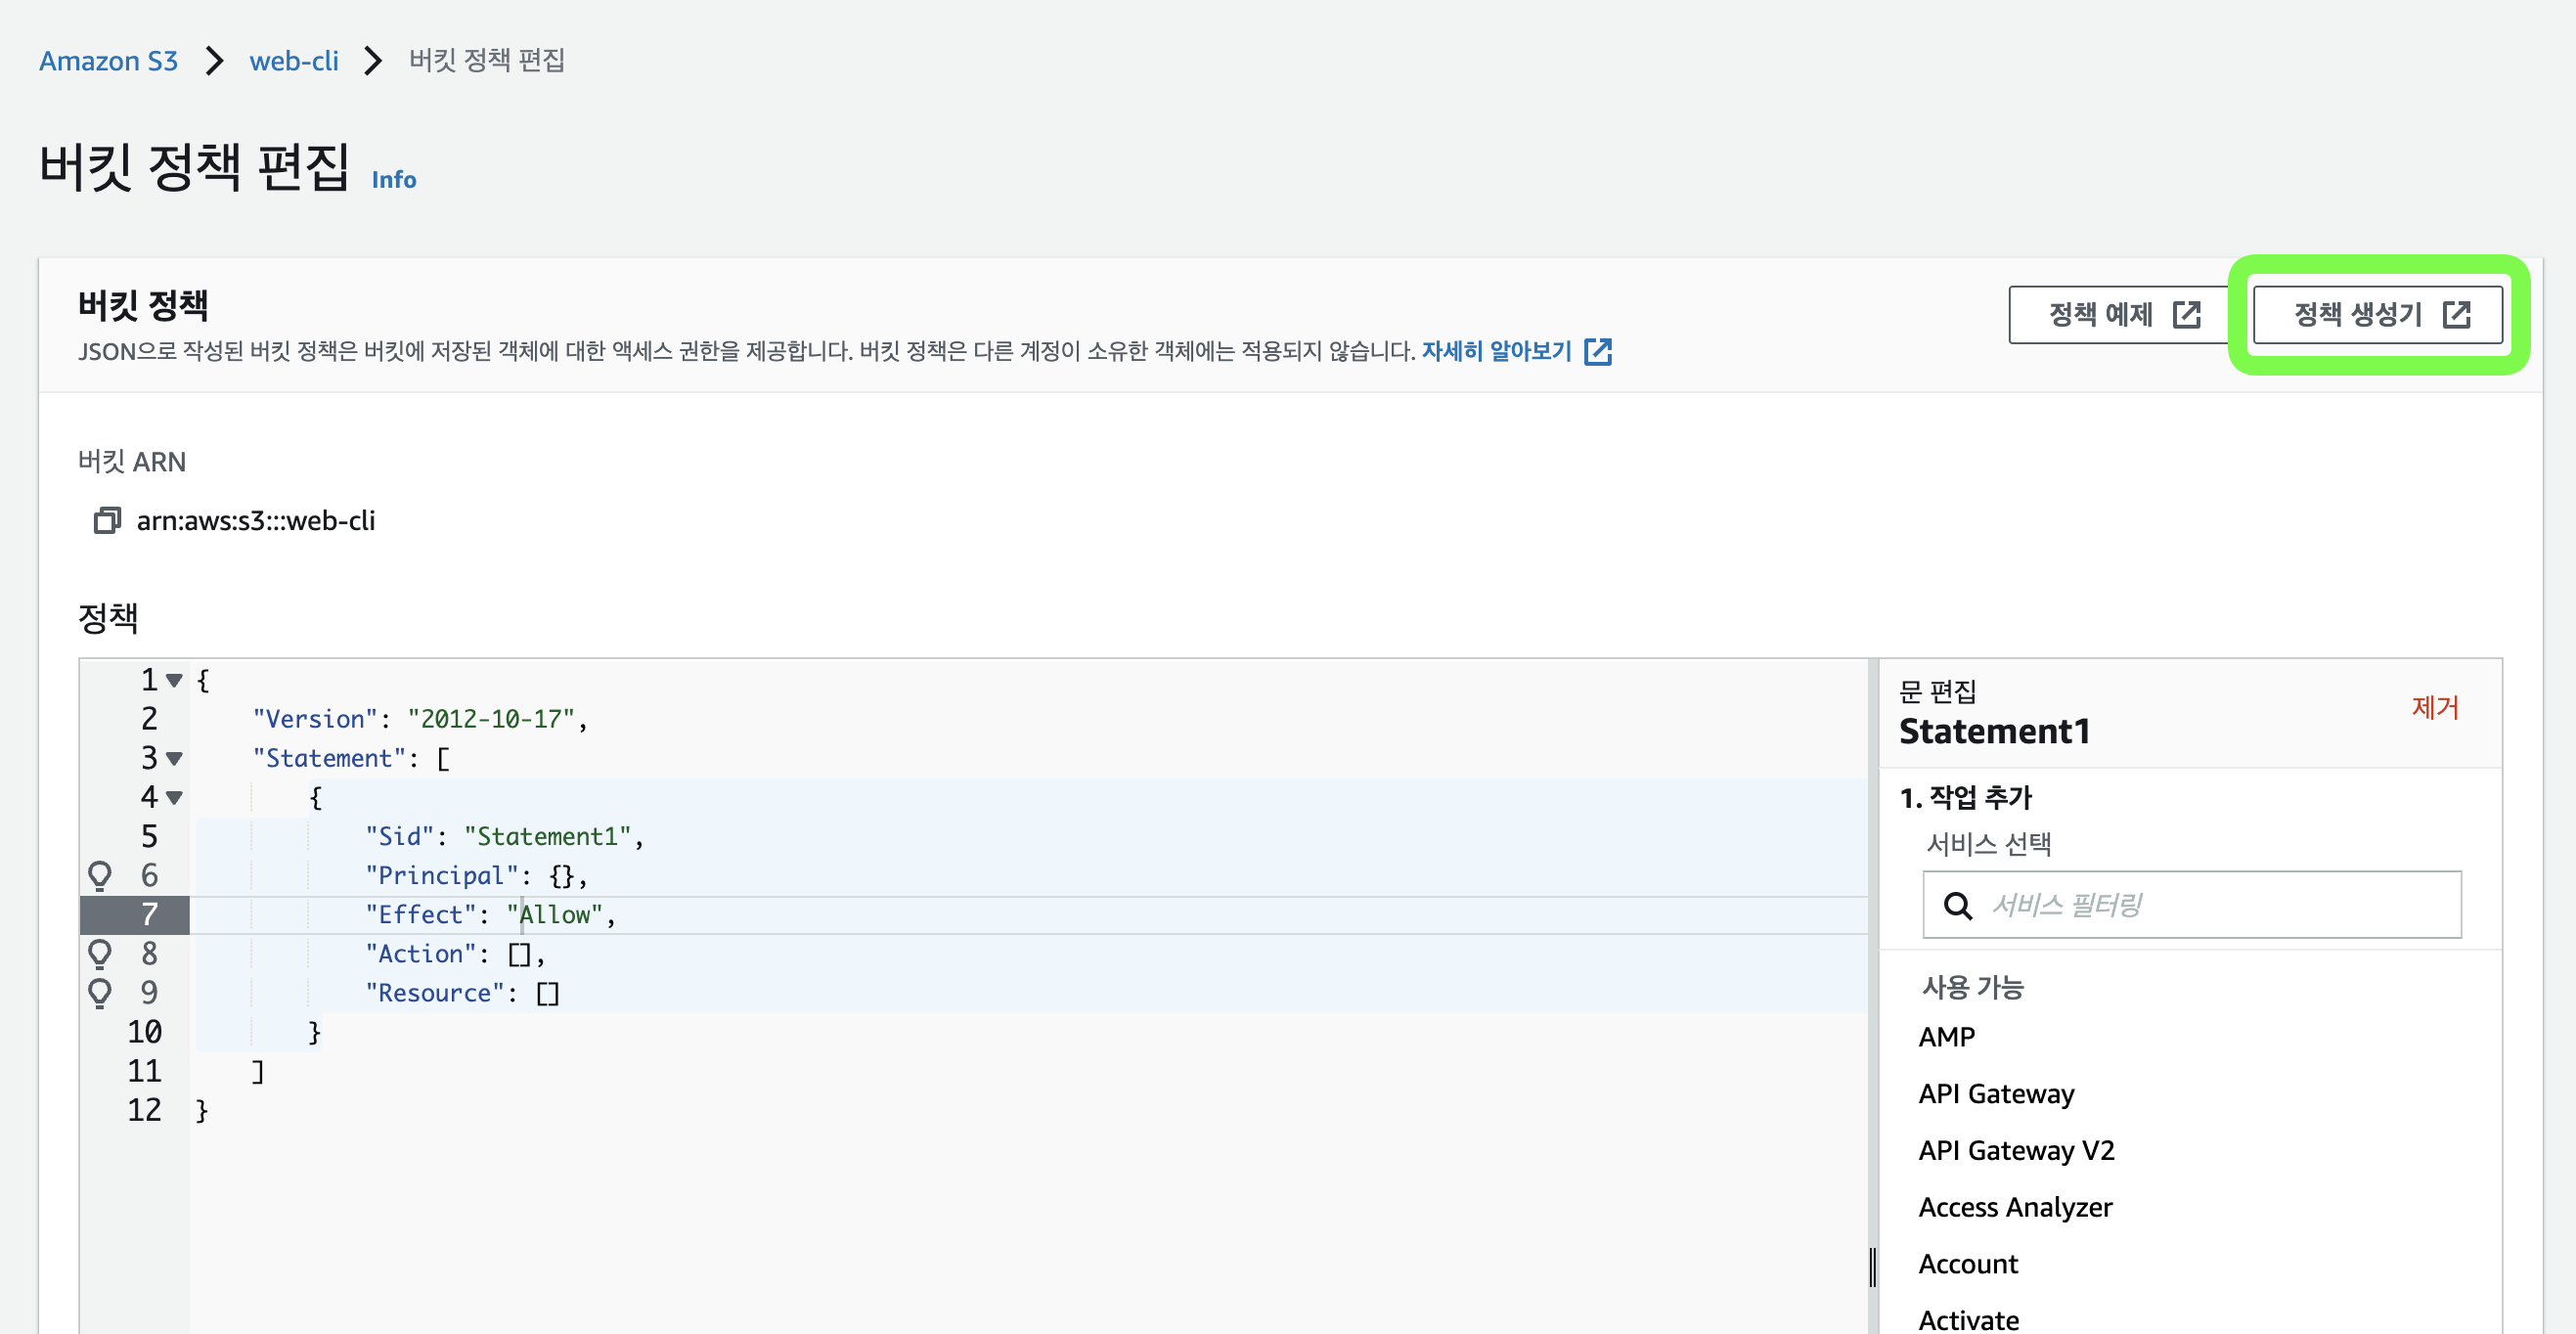 Amazon S3 > web-cli > 버킷 정책 편집
버킷 정책 편집 Info
버킷 정책
JSON으로 작성된 버킷 정책은 버킷에 저장된 객체에 대한 액세스 권한을 제공합니다. 버킷 정책은 다른 계정이 소유한 객체에는 적용되지 않습니다. 자세히 알아보기
정책 예제
정책 생성기
버킷 ARN
arn:aws:s3:::web-cli
정책
1 {
2 "Version": "2012-10-17",
3 "Statement": [
4 {
5 "Sid": "Statement1",
6 "Principal": {},
7 "Effect": "Allow",
8 "Action": [],
9 "Resource": []
10 }
11 ]
12 }
문 편집
Statement1
제거
1. 작업 추가
서비스 선택
서비스 필터링
사용 가능
AMP
API Gateway
API Gateway V2
Access Analyzer
Account
Activate